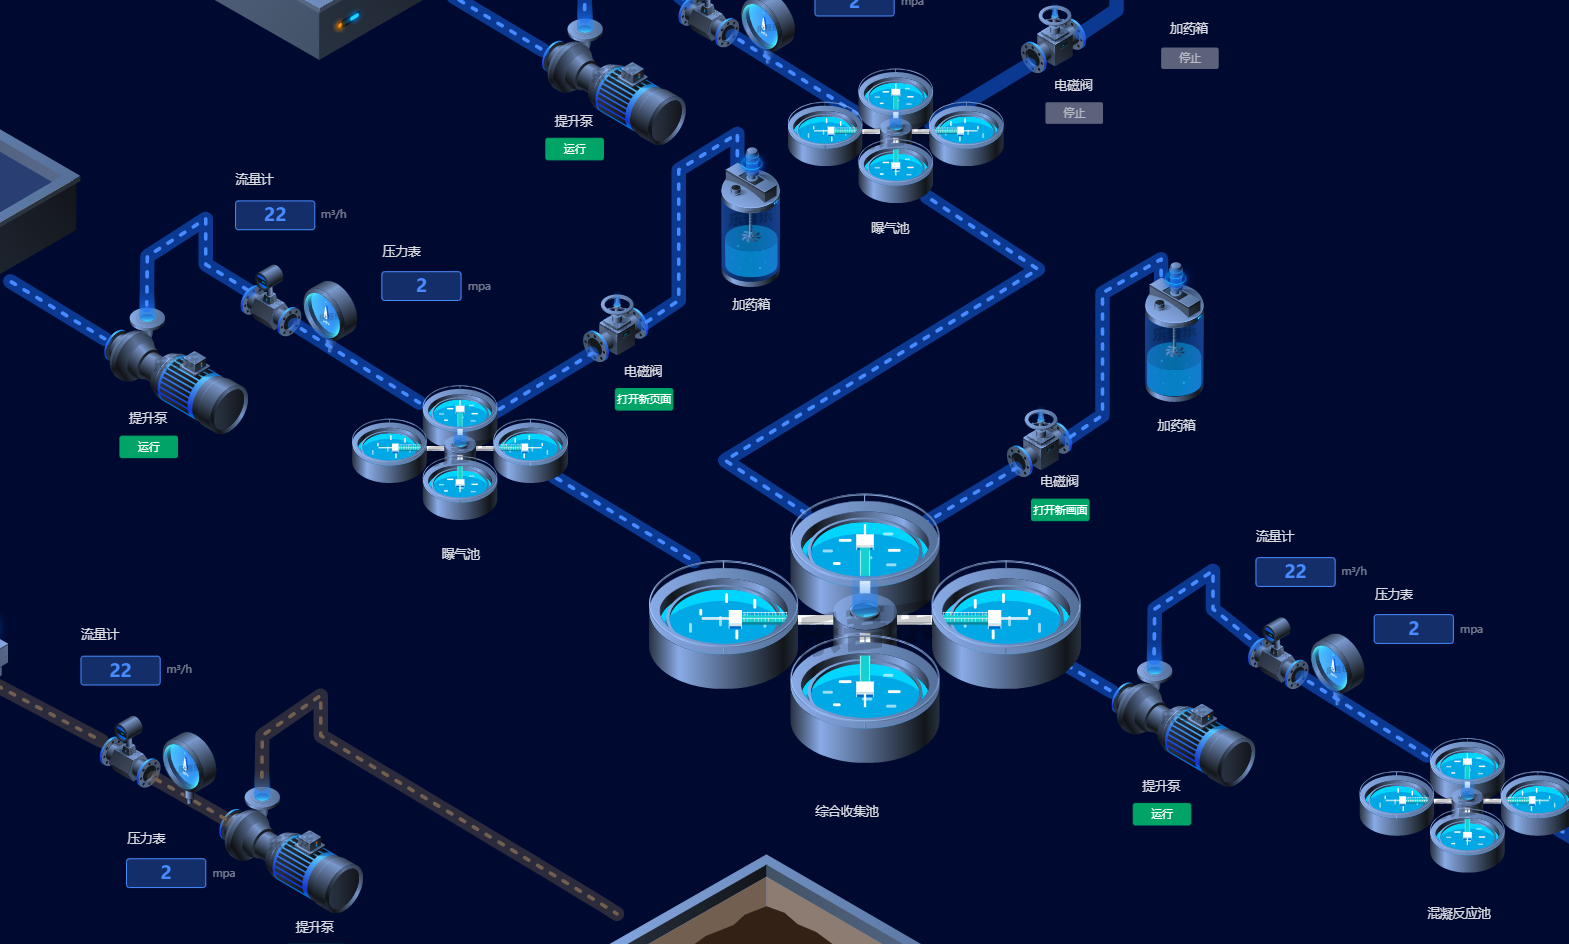 2
mpa
加药箱
停止
电磁阀
停止
提升泵
运行
流量计
22
m³/h
曝气池
压力表
2
mpa
加药箱
电磁阀
打开新页面
提升泵
运行
加药箱
电磁阀
打开新画面
曝气池
流量计
22
m³/h
压力表
2
mpa
流量计
22
m³/h
提升泵
运行
综合收集池
压力表
2
mpa
提升泵
混凝反应池